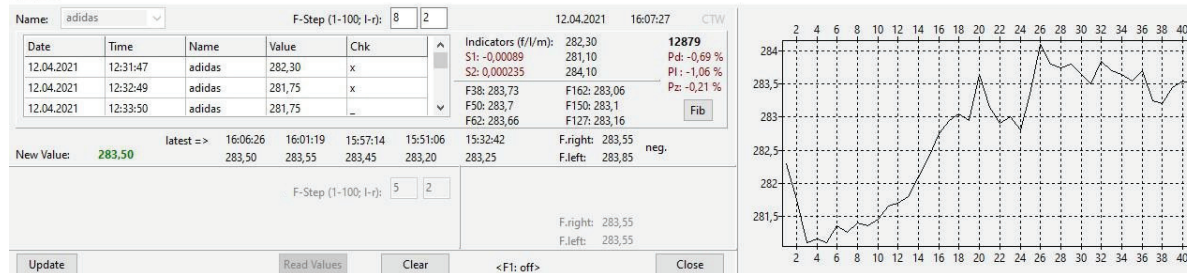 Name: adidas F-Step (1-100; l-r): 8 2 12.04.2021 16:07:27 CTW
Date Time Name Value Chk
12.04.2021 12:31:47 adidas 282,30 x
12.04.2021 12:32:49 adidas 281,75 x
12.04.2021 12:33:50 adidas 281,75 _
Indicators (f/l/m): 282,30 12879
S1: -0,00089 281,10 Pd: -0,69 %
S2: 0,000235 284,10 Pl : -1,06 %
Pz: -0,21 %
F38: 283,73 F162: 283,06
F50: 283,7 F150: 283,1 Fib
F62: 283,66 F127: 283,16
latest => 16:06:26 16:01:19 15:57:14 15:51:06 15:32:42 F.right: 283,55 neg.
New Value: 283,50 283,50 283,55 283,45 283,20 283,25 F.left: 283,85
F-Step (1-100; l-r): 5 2
F.right: 283,55
F.left: 283,55
Update Read Values Clear <F1: off> Close
2 4 6 8 10 12 14 16 18 20 22 24 26 28 30 32 34 36 38 40
284
283,5
283
282,5
282
281,5
2 4 6 8 10 12 14 16 18 20 22 24 26 28 30 32 34 36 38 40